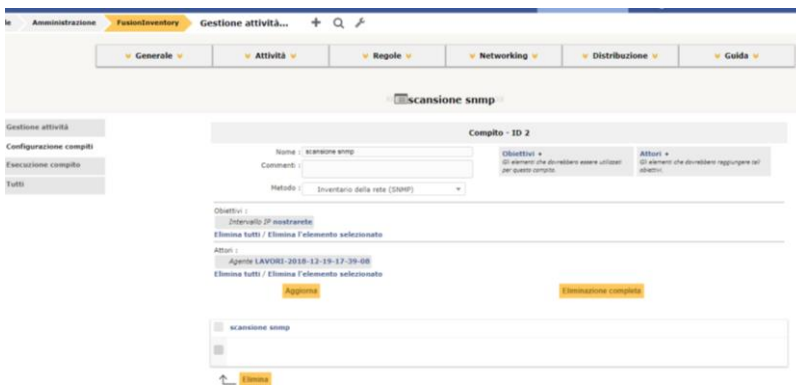 le Amministrazione FusionInventory Gestione attività...
Generale Attività Regole Networking Distribuzione Guida
scansione snmp
Gestione attività
Configurazione compiti
Esecuzione compito
Tutti
Compito - ID 2
Nome : scansione snmp
Commenti :
Metodo : Inventario della rete (SNMP)
Obiettivi
Gli elementi che dovrebbero essere utilizzati
per questo compito.
Attori
Gli elementi che dovrebbero raggiungere tali
obiettivi.
Obiettivi :
Intervallo IP nostrarete
Elimina tutti / Elimina l'elemento selezionato
Attori :
Agente LAVORI-2018-12-19-17-39-08
Elimina tutti / Elimina l'elemento selezionato
Aggiorna Eliminazione completa
scansione snmp
Elimina